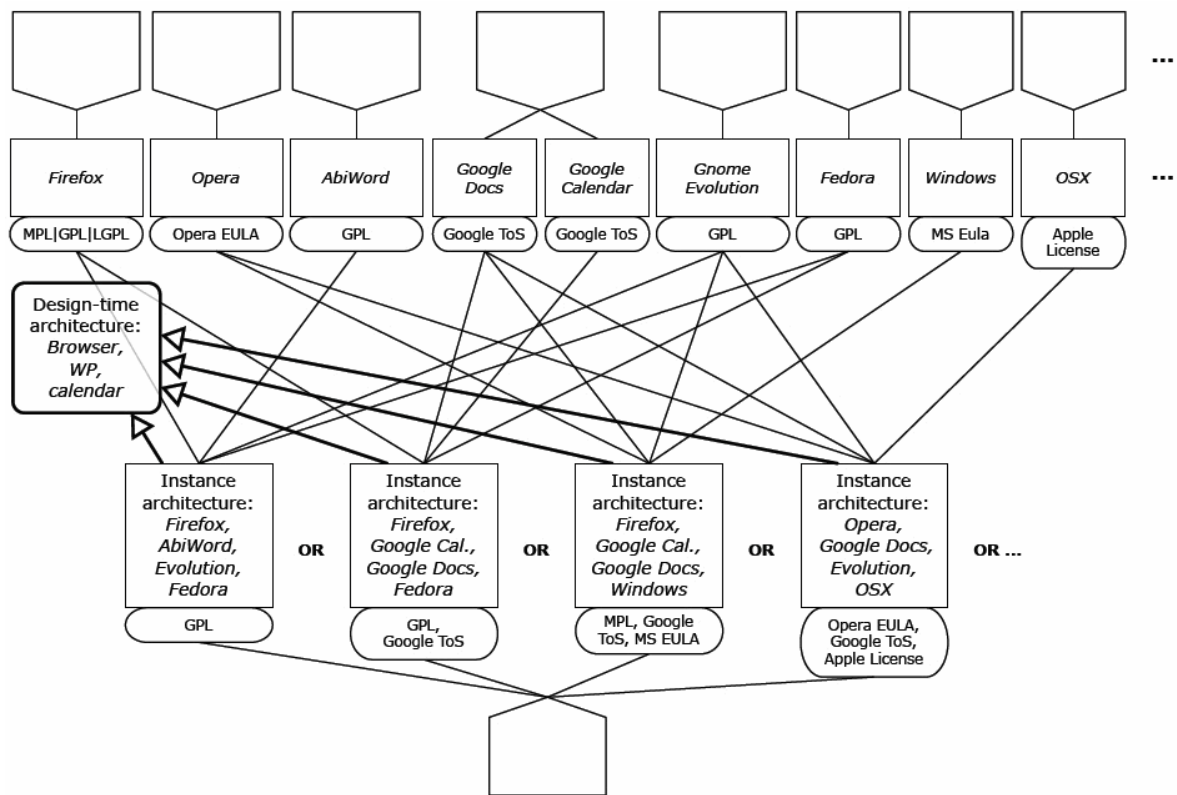 ...
Firefox
Opera
AbiWord
Google
Docs
Google
Calendar
Gnome
Evolution
Fedora
Windows
OSX
...
MPL|GPL|LGPL
Opera EULA
GPL
Google ToS
Google ToS
GPL
GPL
MS Eula
Apple
License
Design-time
architecture:
Browser,
WP,
calendar
Instance
architecture:
Firefox,
AbiWord,
Evolution,
Fedora
OR
Instance
architecture:
Firefox,
Google Cal.,
Google Docs,
Fedora
OR
Instance
architecture:
Firefox,
Google Cal.,
Google Docs,
Windows
OR
Instance
architecture:
Opera,
Google Docs,
Evolution,
OSX
OR ...
GPL
GPL,
Google ToS
MPL, Google
ToS, MS EULA
Opera EULA,
Google ToS,
Apple License